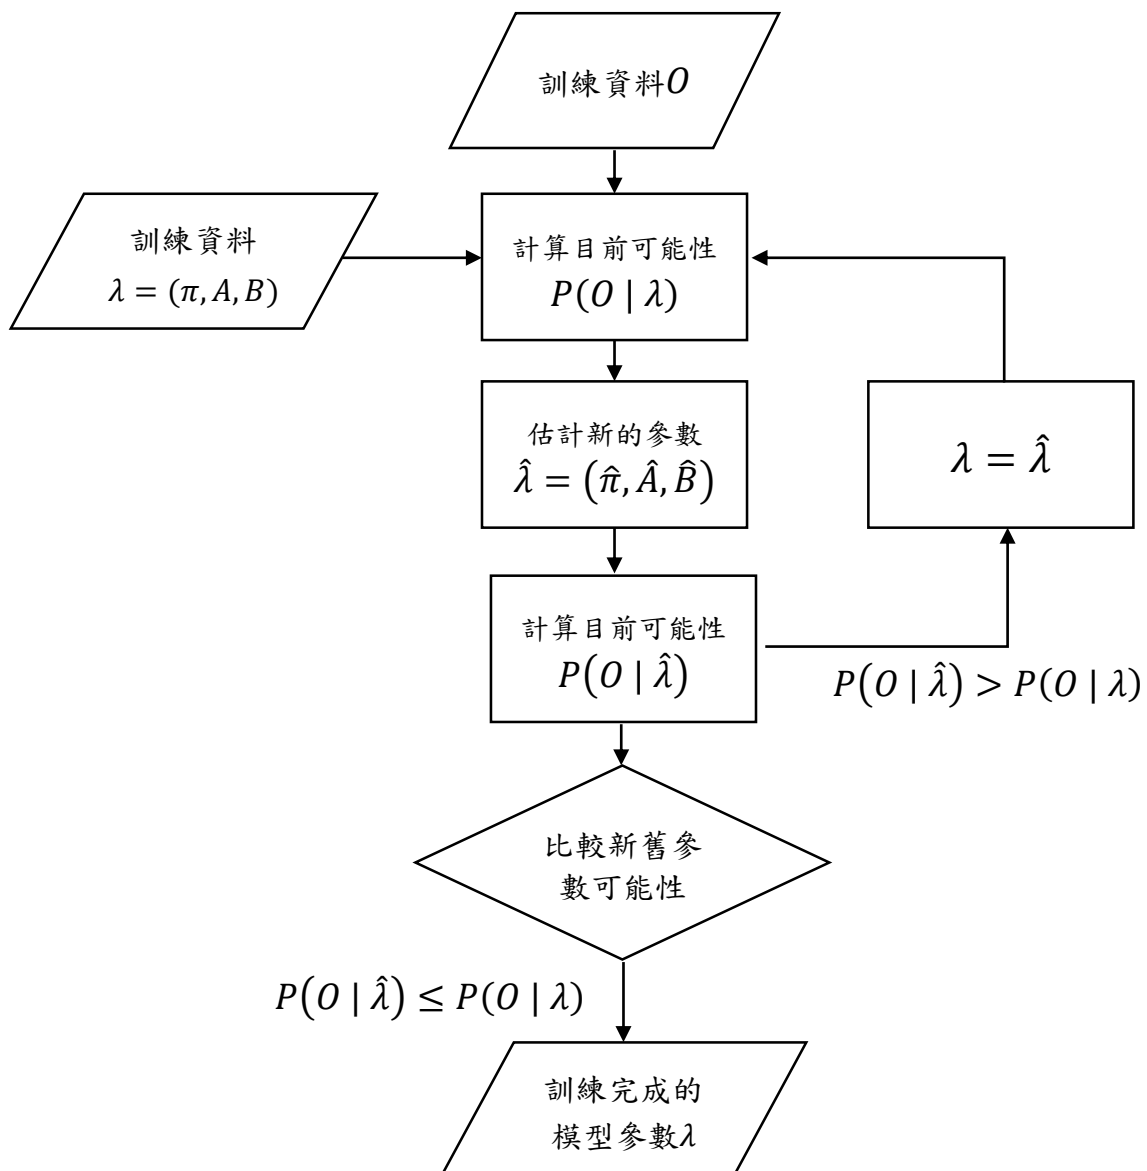 訓練資料O
訓練資料
λ = (π, A, B)
計算目前可能性
P(O | λ)
估計新的參數
λ̂ = (π̂, Â, B̂)
λ = λ̂
計算目前可能性
P(O | λ̂)
P(O | λ̂) > P(O | λ)
比較新舊參
數可能性
P(O | λ̂) ≤ P(O | λ)
訓練完成的
模型參數λ